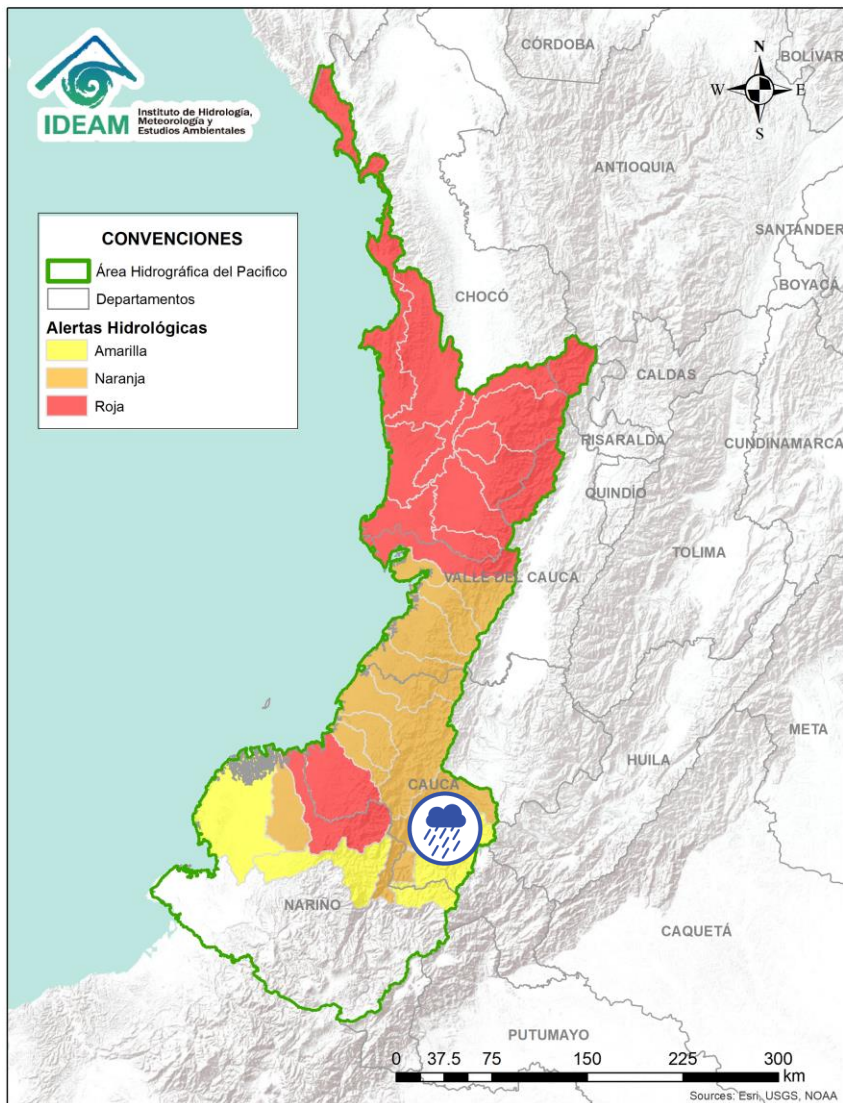 CÓRDOBA
BOLÍVAR
N
W
E
S
IDEAM
Instituto de Hidrología,
Meteorología y
Estudios Ambientales
ANTIOQUIA
SANTANDER
BOYACÁ
CONVENCIONES
Área Hidrográfica del Pacifico
Departamentos
Alertas Hidrológicas
Amarilla
Naranja
Roja
CHOCÓ
CALDAS
RISARALDA
CUNDINAMARCA
QUINDÍO
TOLIMA
VALLE DEL CAUCA
META
HUILA
CAUCA
NARIÑO
CAQUETÁ
PUTUMAYO
0 37.5 75 150 225 300
km
Sources: Esri, USGS, NOAA